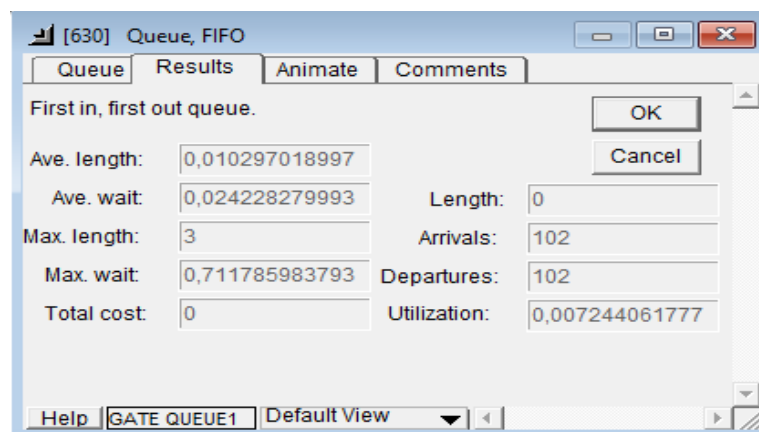 [630] Queue, FIFO
Queue Results Animate Comments
First in, first out queue.
OK
Cancel
Ave. length: 0,010297018997
Ave. wait: 0,024228279993 Length: 0
Max. length: 3 Arrivals: 102
Max. wait: 0,711785983793 Departures: 102
Total cost: 0 Utilization: 0,007244061777
Help GATE QUEUE1 Default View